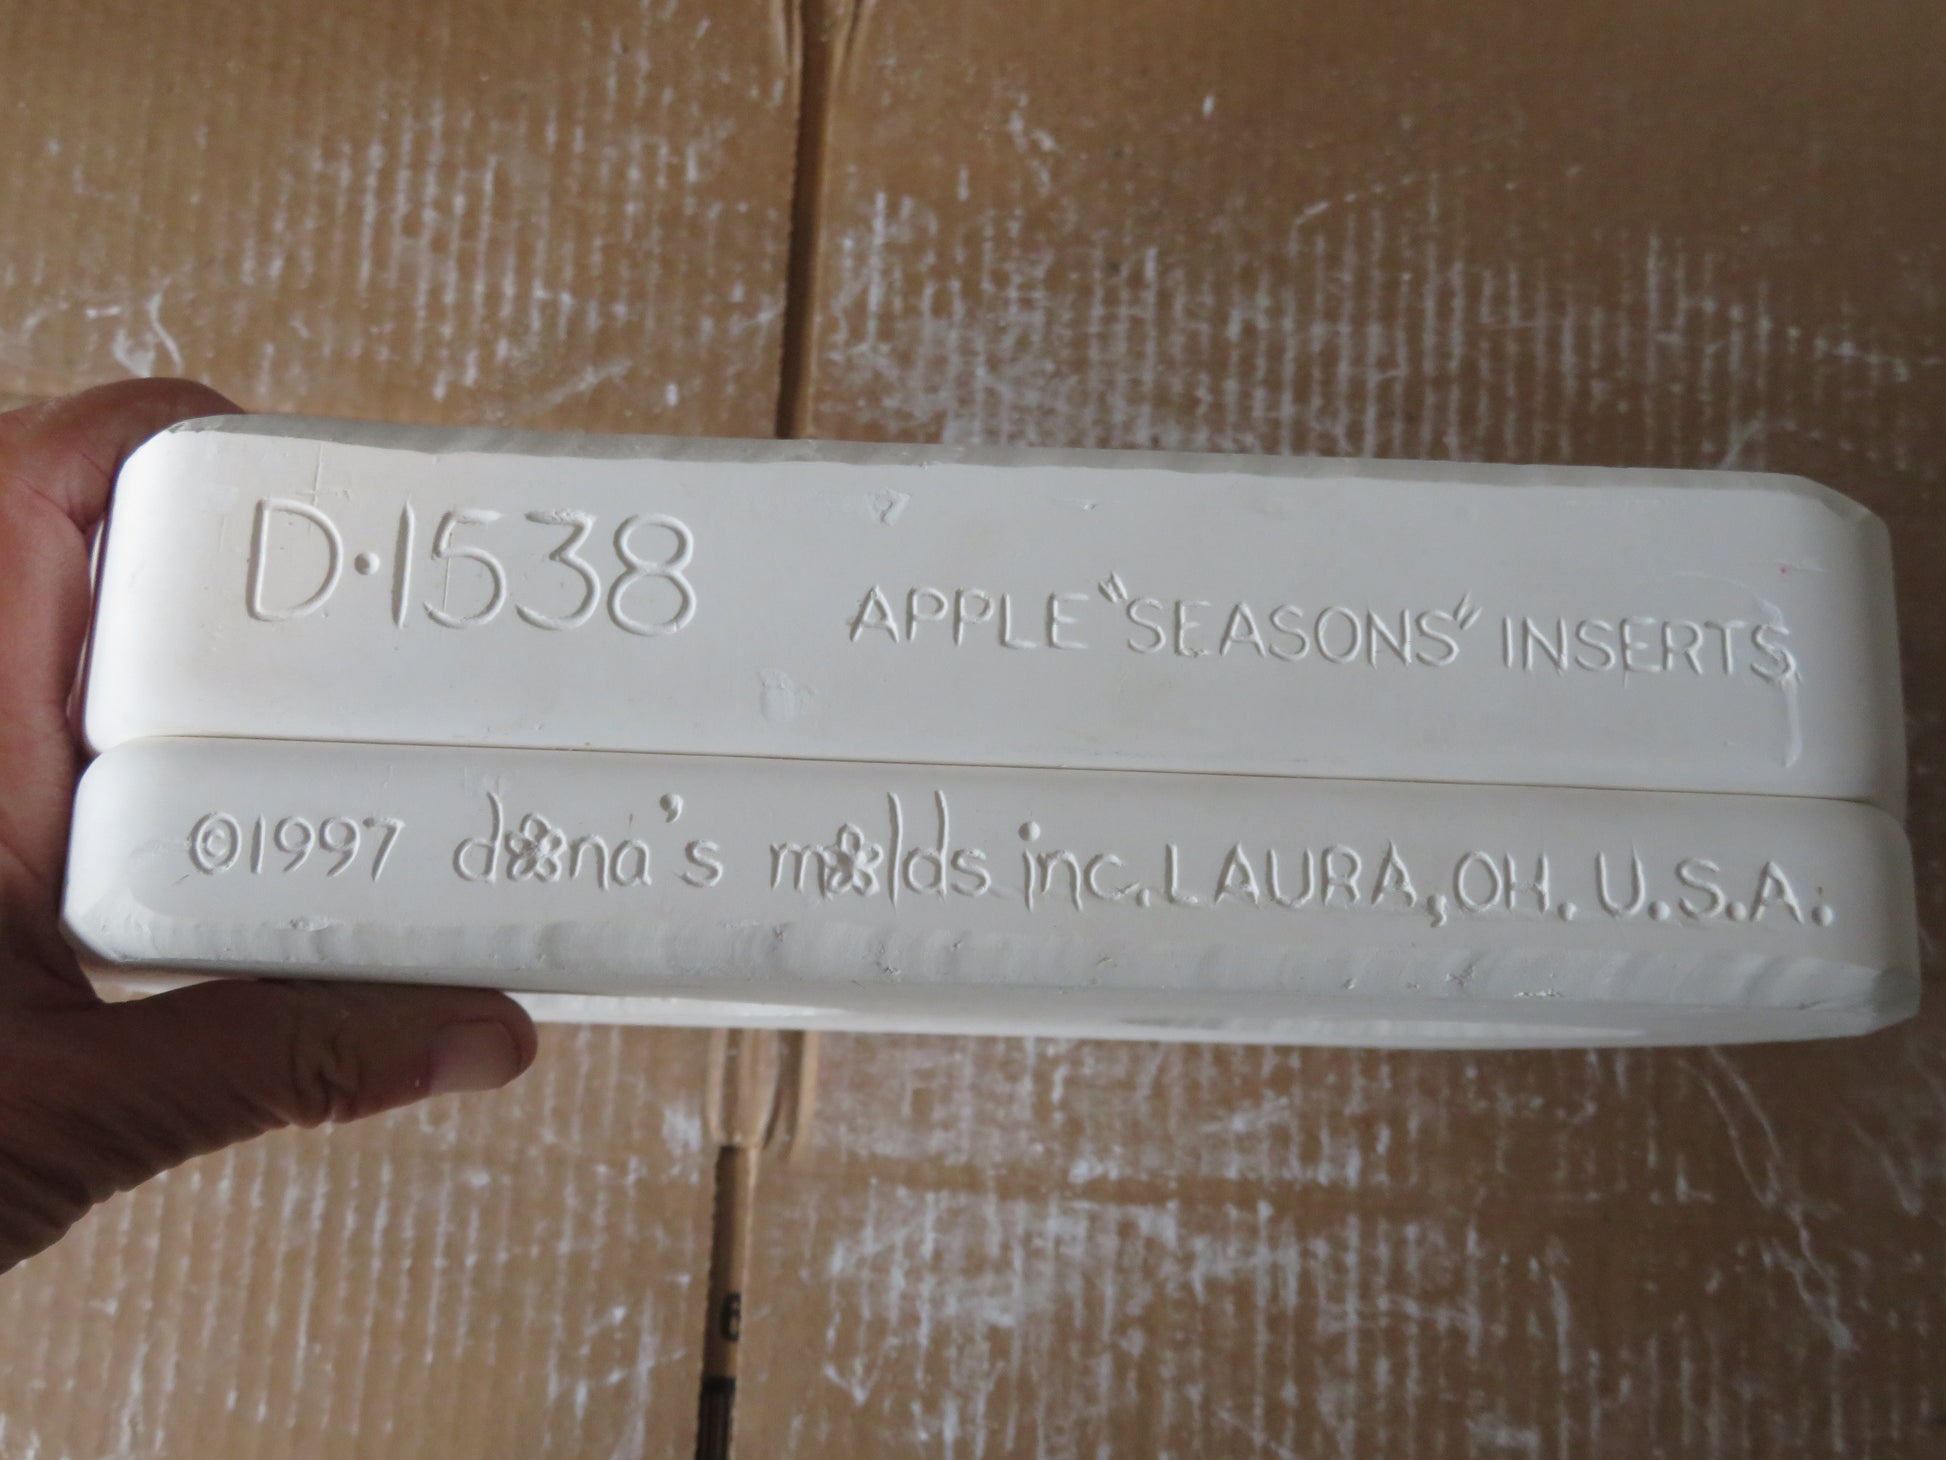 D·1538 APPLE "SEASONS" INSERTS
©1997 dona's molds inc. LAURA, OH. U.S.A.